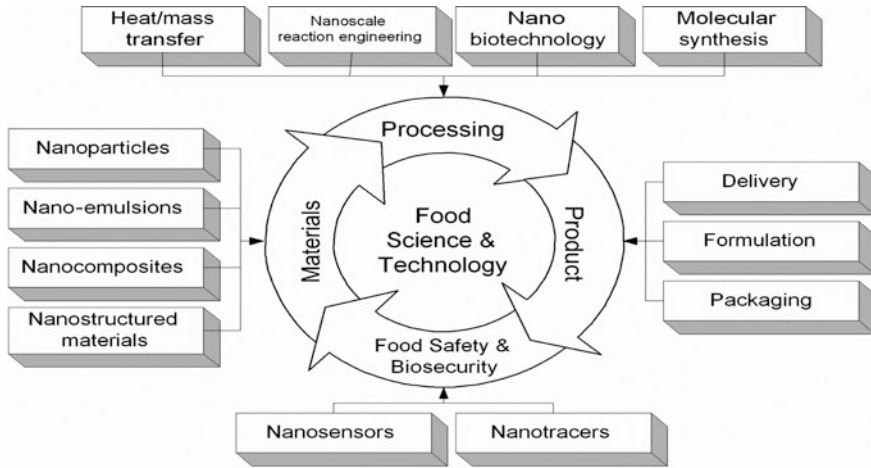 Heat/mass
transfer
Nanoscale
reaction engineering
Nano
biotechnology
Molecular
synthesis
Processing
Nanoparticles
Nano-emulsions
Nanocomposites
Nanostructured
materials
Materials
Food
Science &
Technology
Product
Delivery
Formulation
Packaging
Food Safety &
Biosecurity
Nanosensors
Nanotracers